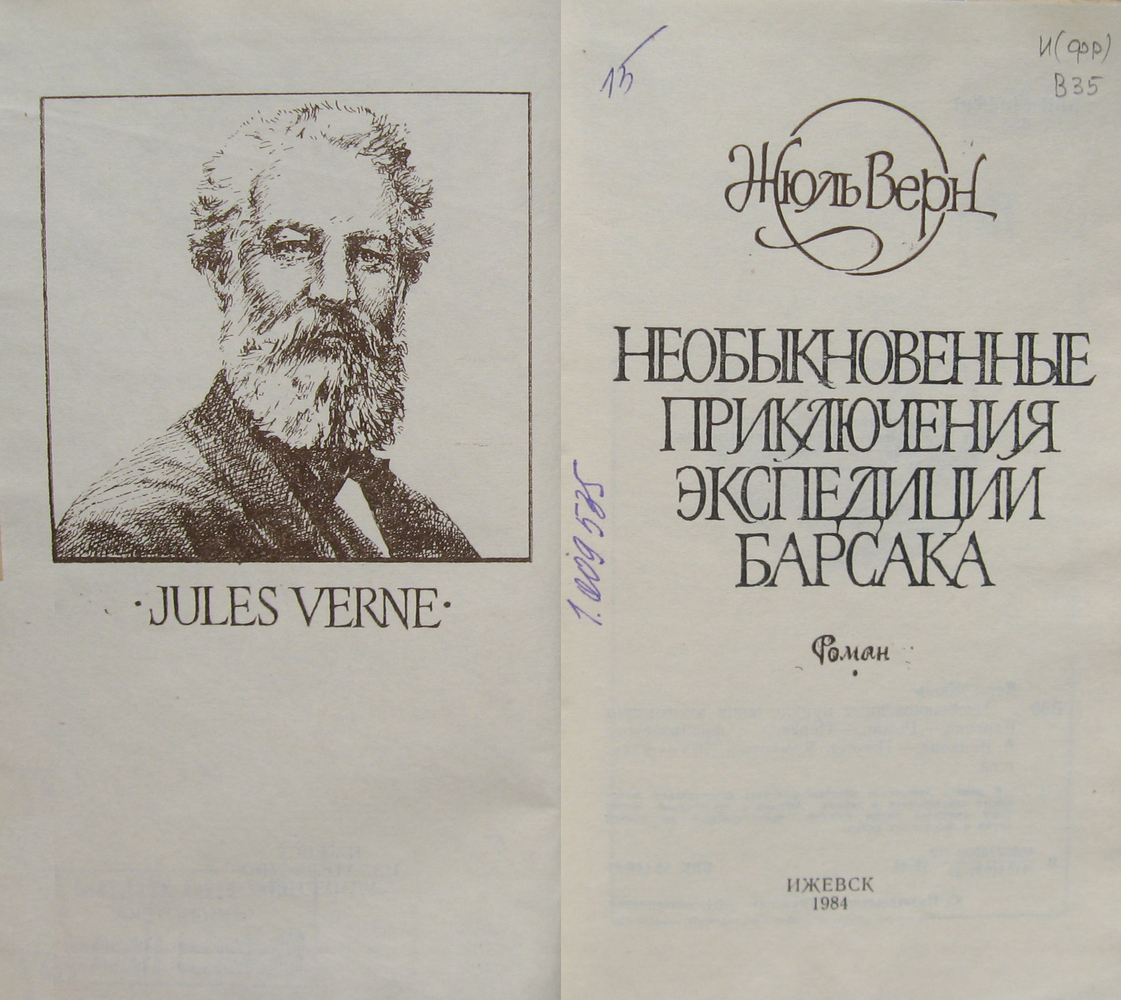 · JULES VERNE ·
15
И(фр)
В35
Жюль Верн
НЕОБЫКНОВЕННЫЕ
ПРИКЛЮЧЕНИЯ
ЭКСПЕДИЦИИ
БАРСАКА
Роман
1.009 535
ИЖЕВСК
1984